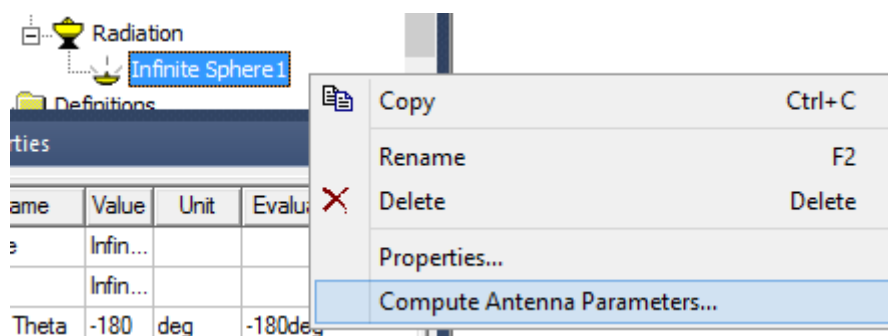 Radiation
Infinite Sphere1
Definitions
Copy Ctrl+C
Rename F2
Delete Delete
Properties...
Compute Antenna Parameters...
rties
ame Value Unit Evalu
e Infin...
Infin...
Theta -180 deg -180deg